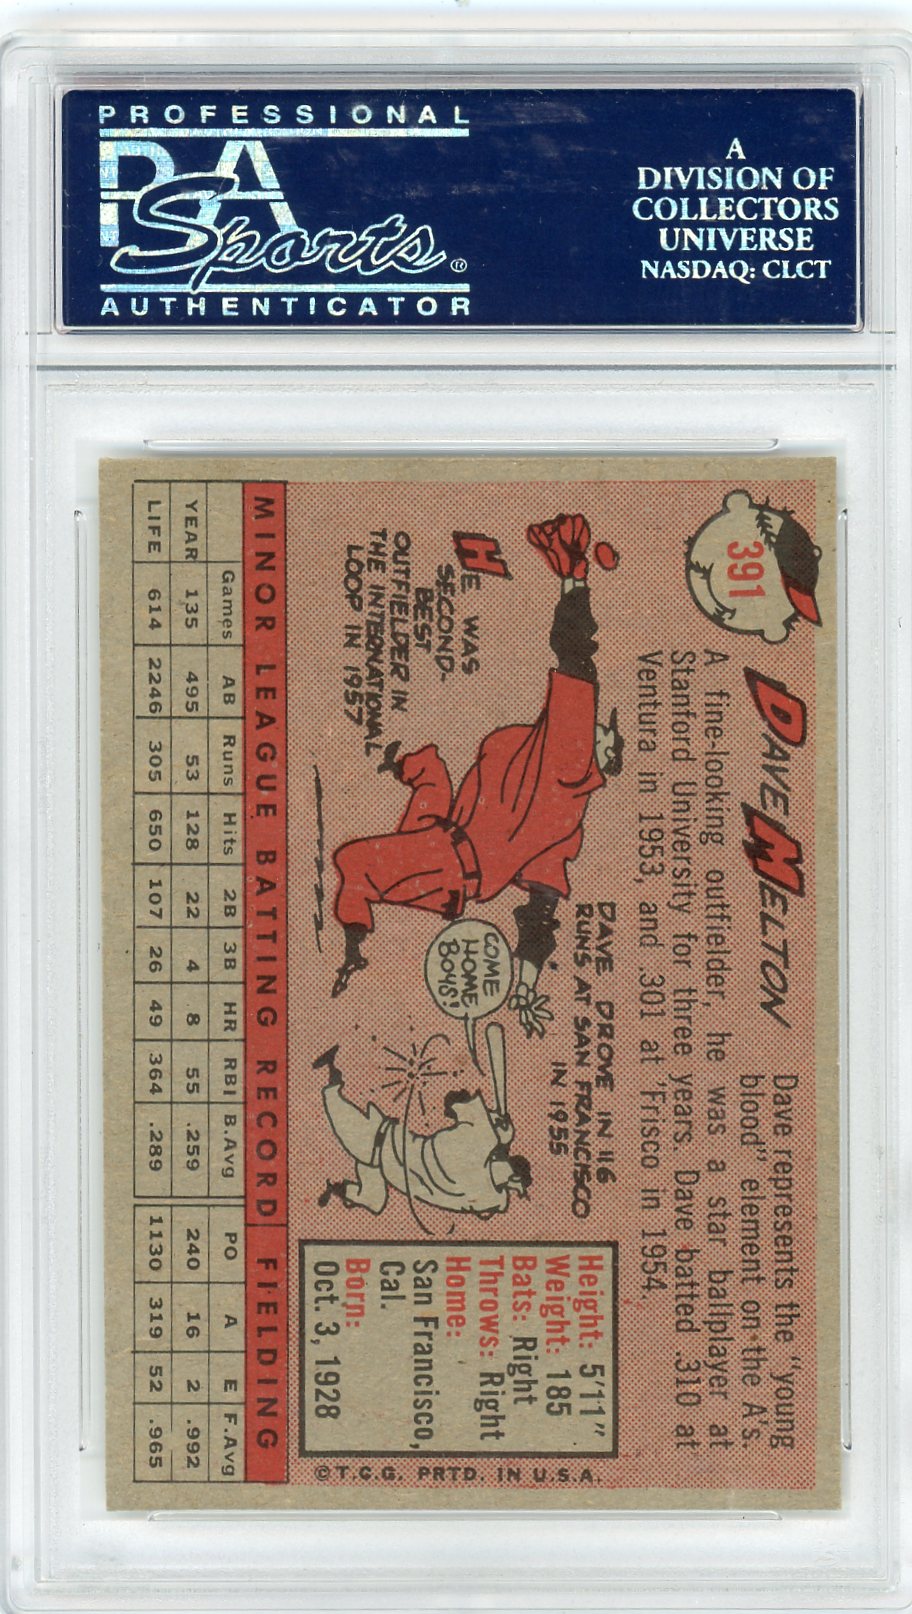 PROFESSIONAL
PSA
Sports®
AUTHENTICATOR
A
DIVISION OF
COLLECTORS
UNIVERSE
NASDAQ: CLCT
391
DAVE MELTON
Dave represents the "young
blood" element on the A's.
A fine-looking outfielder, he was a star ballplayer at
Stanford University for three years. Dave batted .310 at
Ventura in 1953, and .301 at 'Frisco in 1954.
HE WAS
SECOND-
BEST
OUTFIELDER IN
THE INTERNATIONAL
LOOP IN 1957
DAVE DROVE IN 116
RUNS AT SAN FRANCISCO
IN 1955
COME
HOME
BOYS!
Height: 5'11"
Weight: 185
Bats: Right
Throws: Right
Home:
San Francisco,
Cal.
Born:
Oct. 3, 1928
©T.C.G. PRTD. IN U.S.A.
MINOR LEAGUE BATTING RECORD FIELDING
Games AB Runs Hits 2B 3B HR RBI B.Avg PO A E F.Avg
YEAR 135 495 53 128 22 4 8 55 .259 240 16 2 .992
LIFE 614 2246 305 650 107 26 49 364 .289 1130 319 52 .965